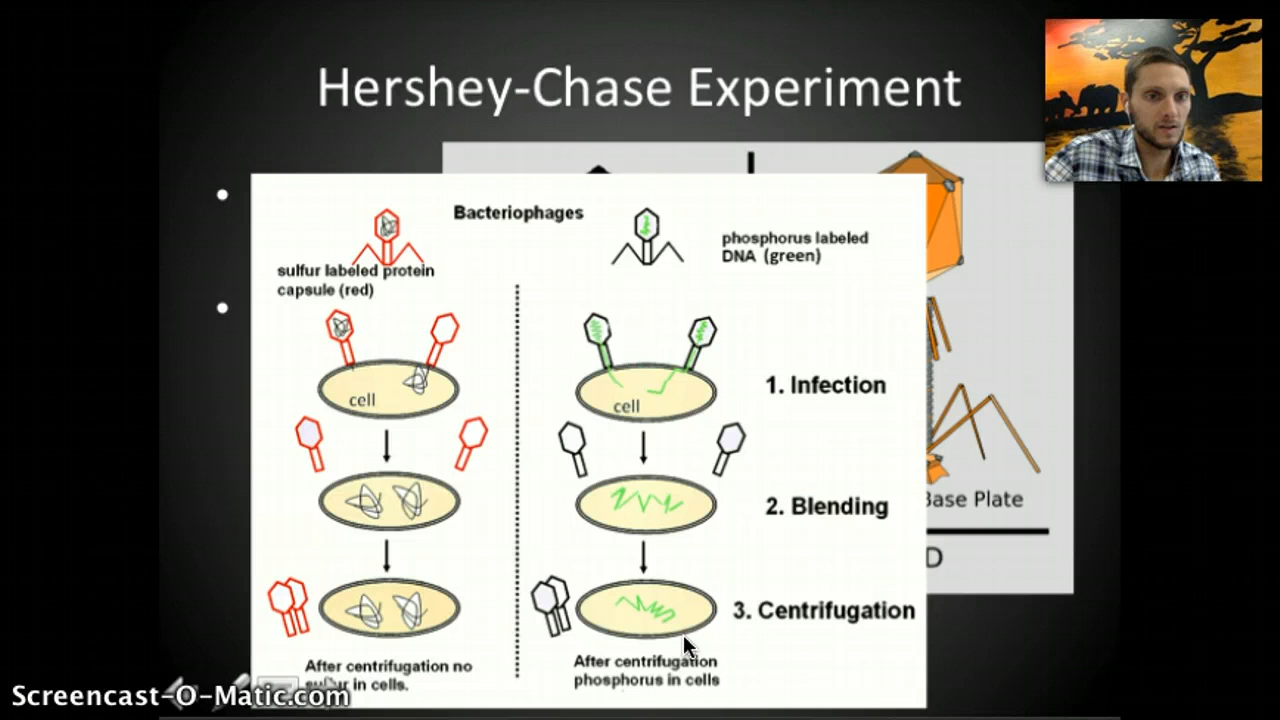 Hershey-Chase Experiment
Bacteriophages
sulfur labeled protein
capsule (red)
phosphorus labeled
DNA (green)
cell
cell
1. Infection
2. Blending
3. Centrifugation
After centrifugation no
sulfur in cells.
After centrifugation
phosphorus in cells
Base Plate
D
Screencast-O-Matic.com